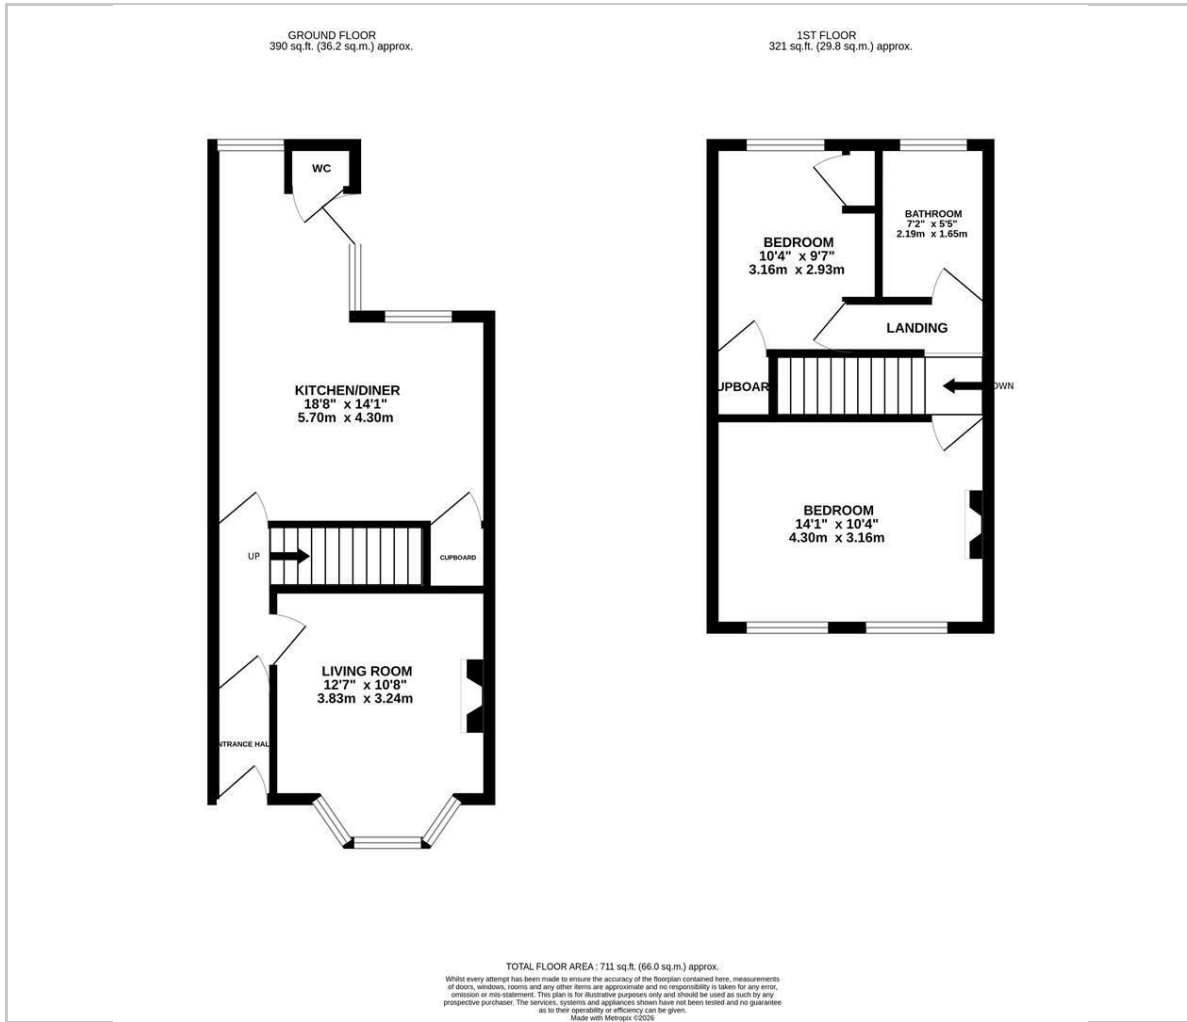 GROUND FLOOR
390 sq.ft. (36.2 sq.m.) approx.
1ST FLOOR
321 sq.ft. (29.8 sq.m.) approx.
WC
KITCHEN/DINER
18'8" x 14'1"
5.70m x 4.30m
UP
CUPBOARD
LIVING ROOM
12'7" x 10'8"
3.83m x 3.24m
NTRANCE HAL
BEDROOM
10'4" x 9'7"
3.16m x 2.93m
BATHROOM
7'2" x 5'5"
2.19m x 1.65m
LANDING
UPBOAR
OWN
BEDROOM
14'1" x 10'4"
4.30m x 3.16m
TOTAL FLOOR AREA : 711 sq.ft. (66.0 sq.m.) approx.
Whilst every attempt has been made to ensure the accuracy of the floorplan contained here, measurements
of doors, windows, rooms and any other items are approximate and no responsibility is taken for any error,
omission or mis-statement. This plan is for illustrative purposes only and should be used as such by any
prospective purchaser. The services, systems and appliances shown have not been tested and no guarantee
as to their operability or efficiency can be given.
Made with Metropix ©2026